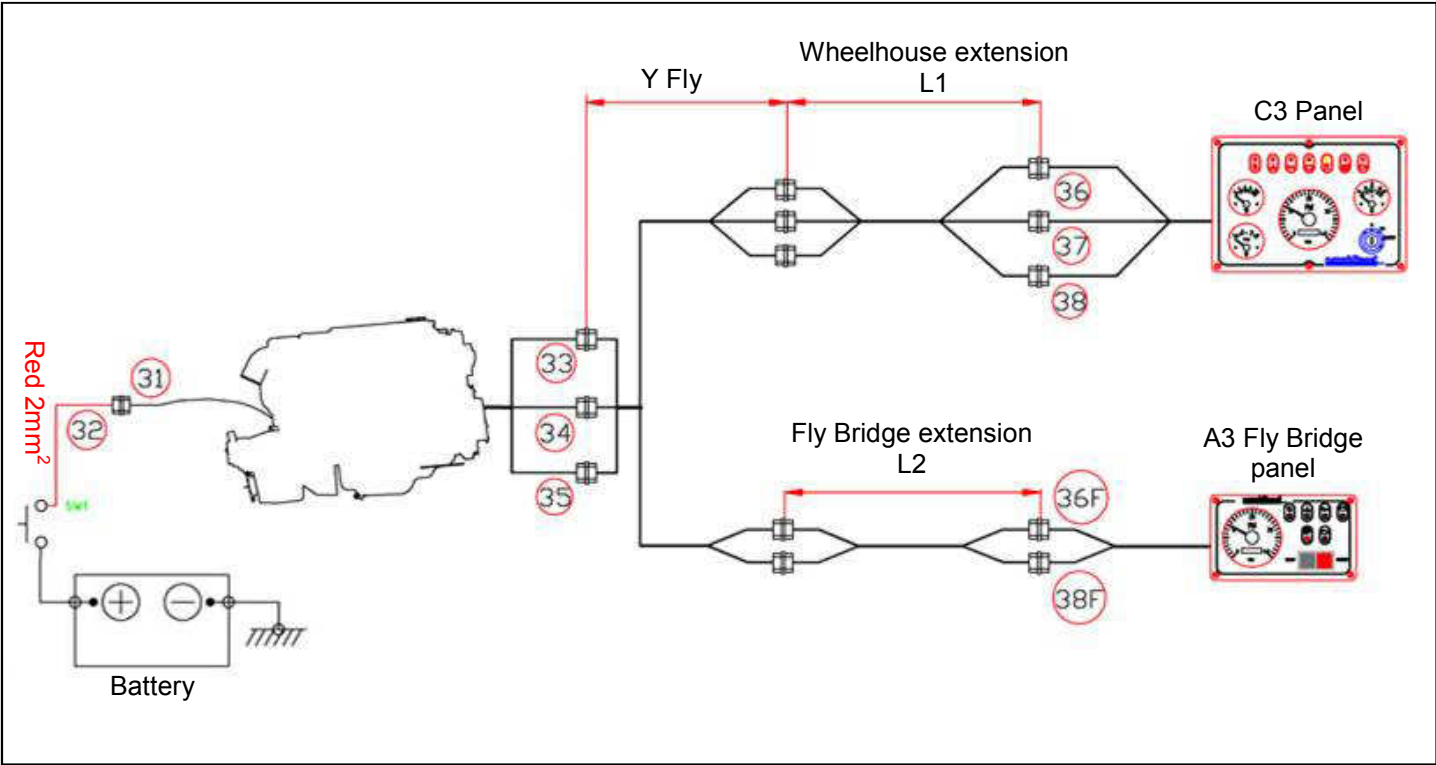 Wheelhouse extension
L1
Y Fly
C3 Panel
36
37
38
33
34
35
31
32
Red 2mm²
SW1
Fly Bridge extension
L2
A3 Fly Bridge
panel
36F
38F
+
−
Battery